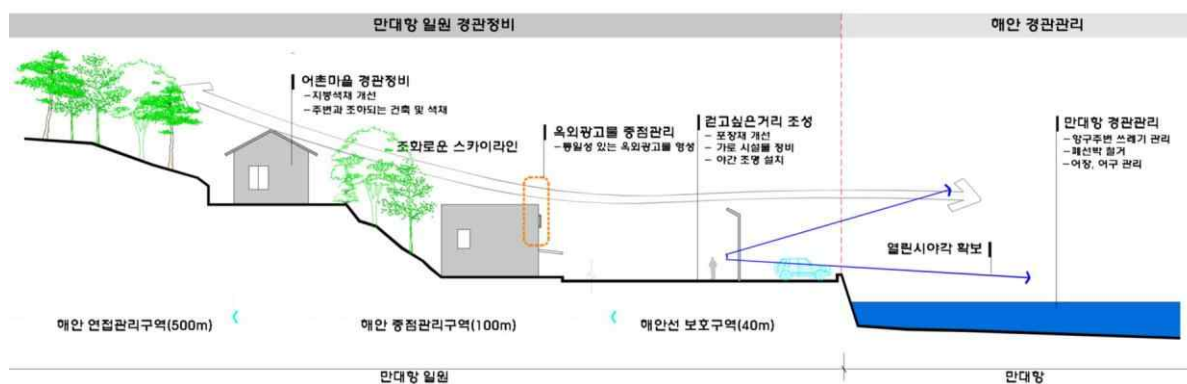 만대항 일원 경관정비
해안 경관관리
어촌마을 경관정비
-지붕색채 개선
-주변과 조화되는 건축 및 색채
조화로운 스카이라인
옥외광고물 중점관리
-통일성 있는 옥외광고물 형성
걷고싶은거리 조성
- 포장재 개선
- 가로 시설물 정비
- 야간 조명 설치
만대항 경관관리
-항구주변 쓰레기 관리
-폐선박 철거
-어장, 어구 관리
열린시야각 확보
해안 연접관리구역(500m)
해안 중점관리구역(100m)
해안선 보호구역(40m)
만대항 일원
만대항